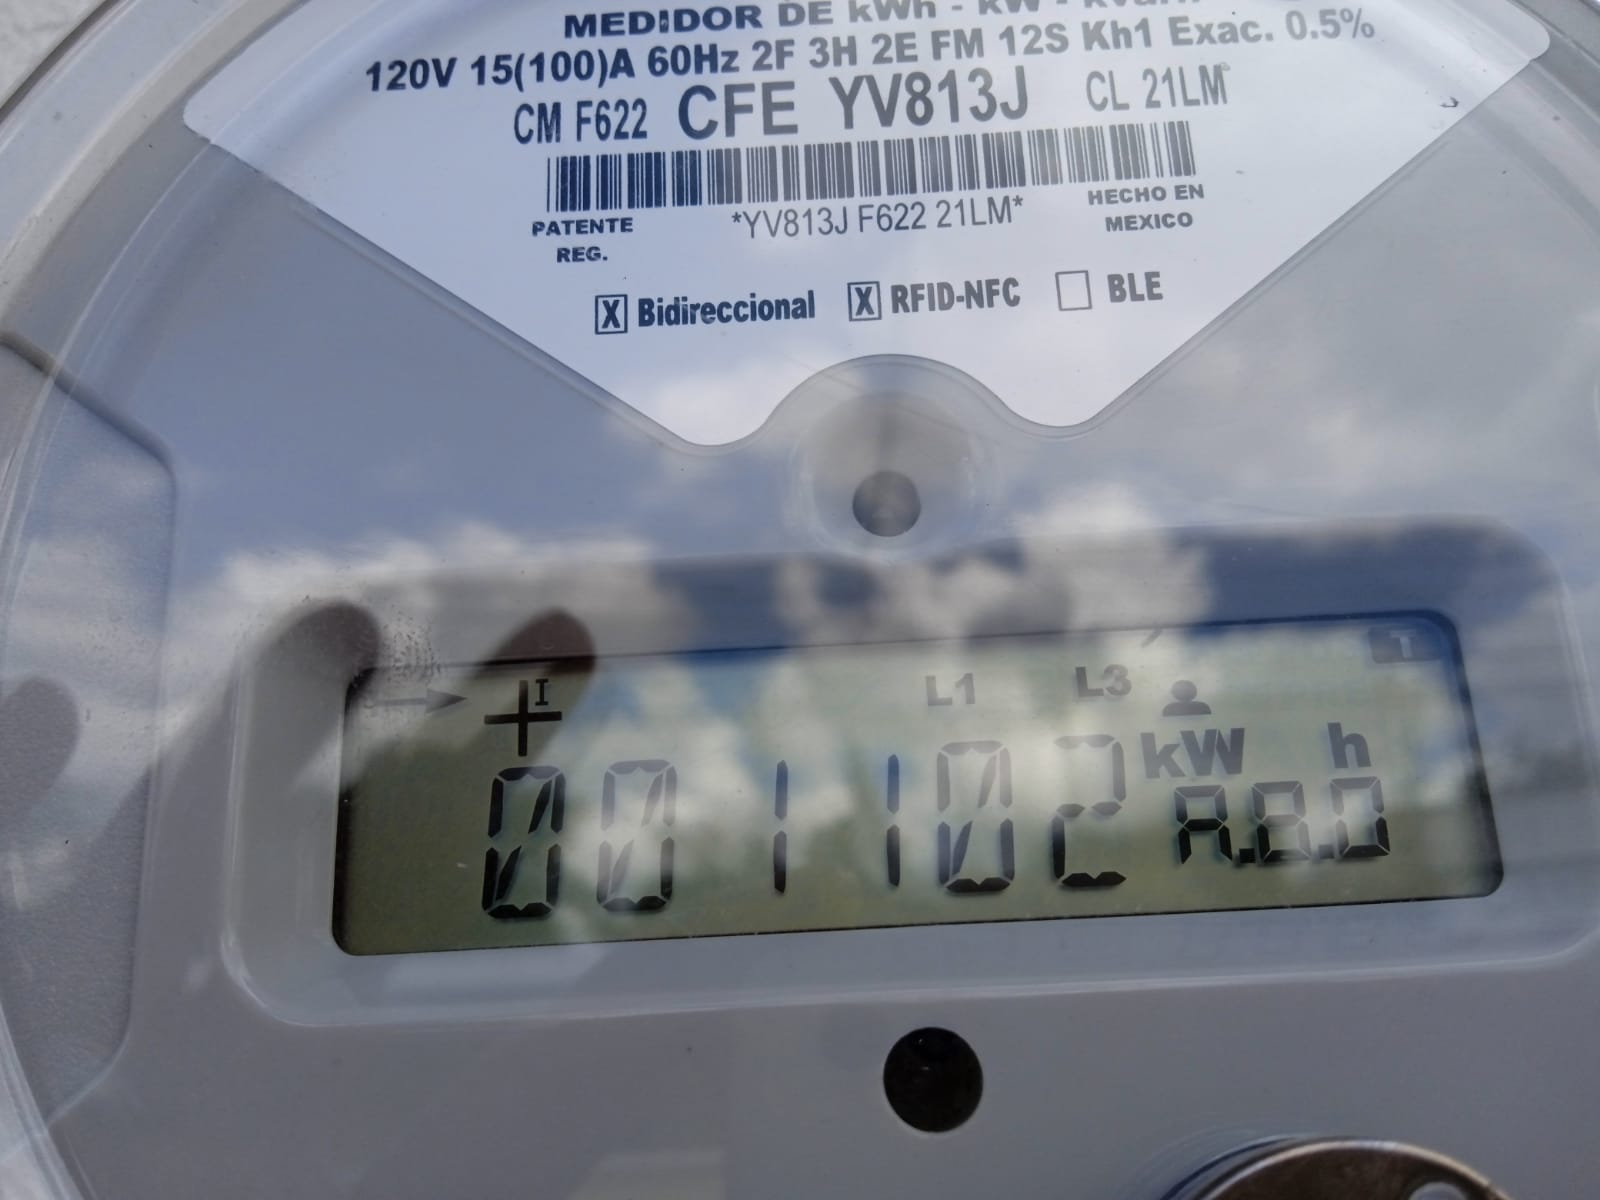 MEDIDOR DE kWh - kW - kvarh
120V 15(100)A 60Hz 2F 3H 2E FM 12S Kh1 Exac. 0.5%
CM F622 CFE YV813J CL 21LM
PATENTE REG.
*YV813J F622 21LM*
HECHO EN MEXICO
X Bidireccional X RFID-NFC BLE
I L1 L3 T
001102 kW h A.B.D